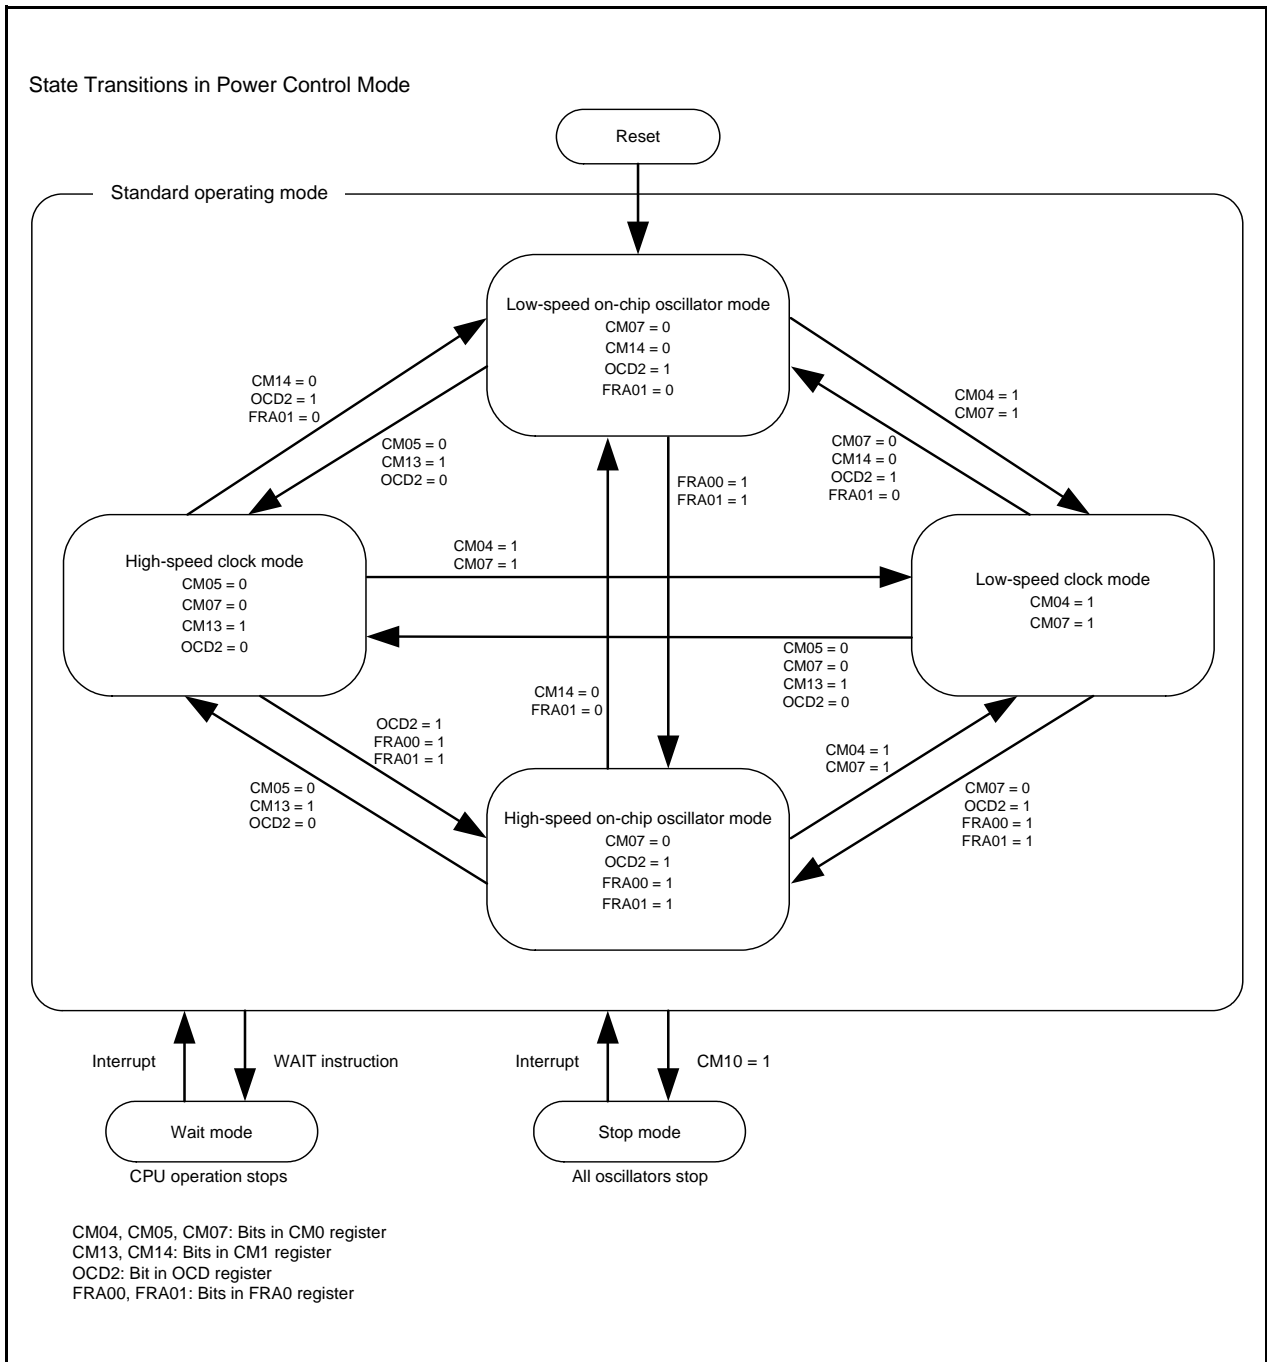 State Transitions in Power Control Mode
Reset
Standard operating mode
Low-speed on-chip oscillator mode
CM07 = 0
CM14 = 0
OCD2 = 1
FRA01 = 0
CM14 = 0
OCD2 = 1
FRA01 = 0
CM05 = 0
CM13 = 1
OCD2 = 0
CM04 = 1
CM07 = 1
CM07 = 0
CM14 = 0
OCD2 = 1
FRA01 = 0
FRA00 = 1
FRA01 = 1
High-speed clock mode
CM05 = 0
CM07 = 0
CM13 = 1
OCD2 = 0
CM04 = 1
CM07 = 1
Low-speed clock mode
CM04 = 1
CM07 = 1
CM05 = 0
CM07 = 0
CM13 = 1
OCD2 = 0
CM14 = 0
FRA01 = 0
OCD2 = 1
FRA00 = 1
FRA01 = 1
CM05 = 0
CM13 = 1
OCD2 = 0
CM04 = 1
CM07 = 1
CM07 = 0
OCD2 = 1
FRA00 = 1
FRA01 = 1
High-speed on-chip oscillator mode
CM07 = 0
OCD2 = 1
FRA00 = 1
FRA01 = 1
Interrupt
WAIT instruction
Interrupt
CM10 = 1
Wait mode
Stop mode
CPU operation stops
All oscillators stop
CM04, CM05, CM07: Bits in CM0 register
CM13, CM14: Bits in CM1 register
OCD2: Bit in OCD register
FRA00, FRA01: Bits in FRA0 register